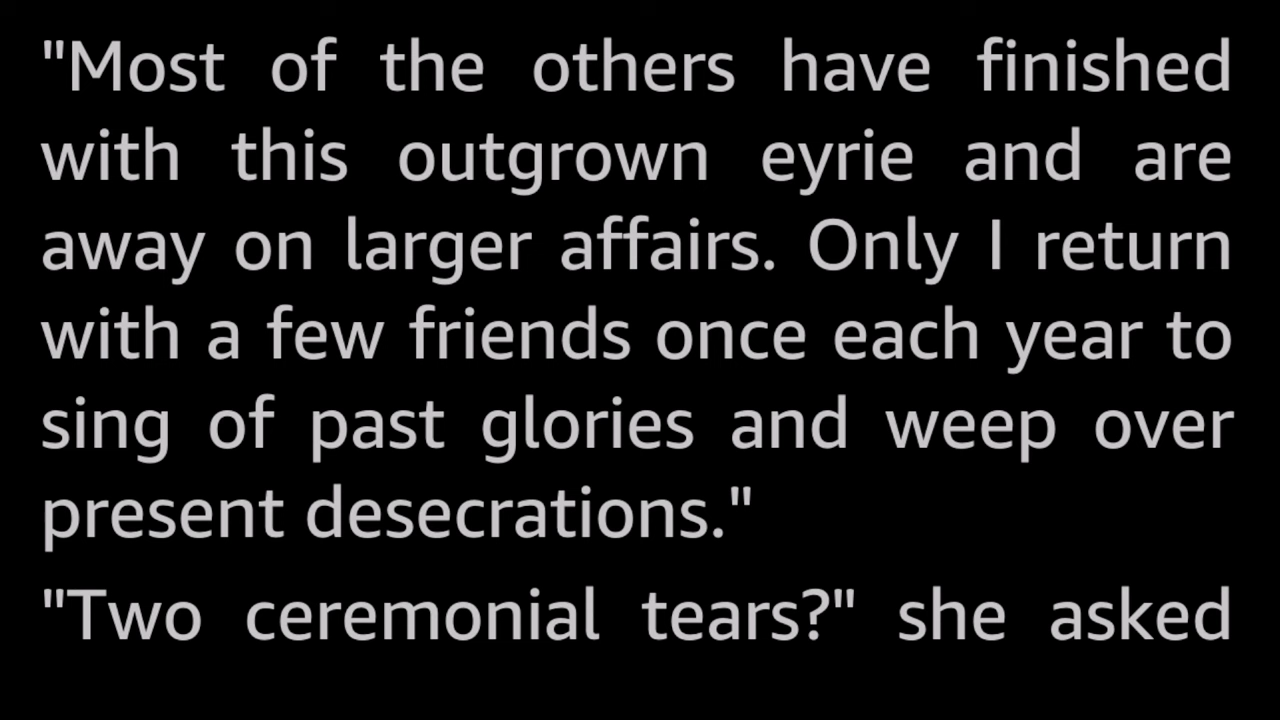 "Most of the others have finished
with this outgrown eyrie and are
away on larger affairs. Only I return
with a few friends once each year to
sing of past glories and weep over
present desecrations."
"Two ceremonial tears?" she asked